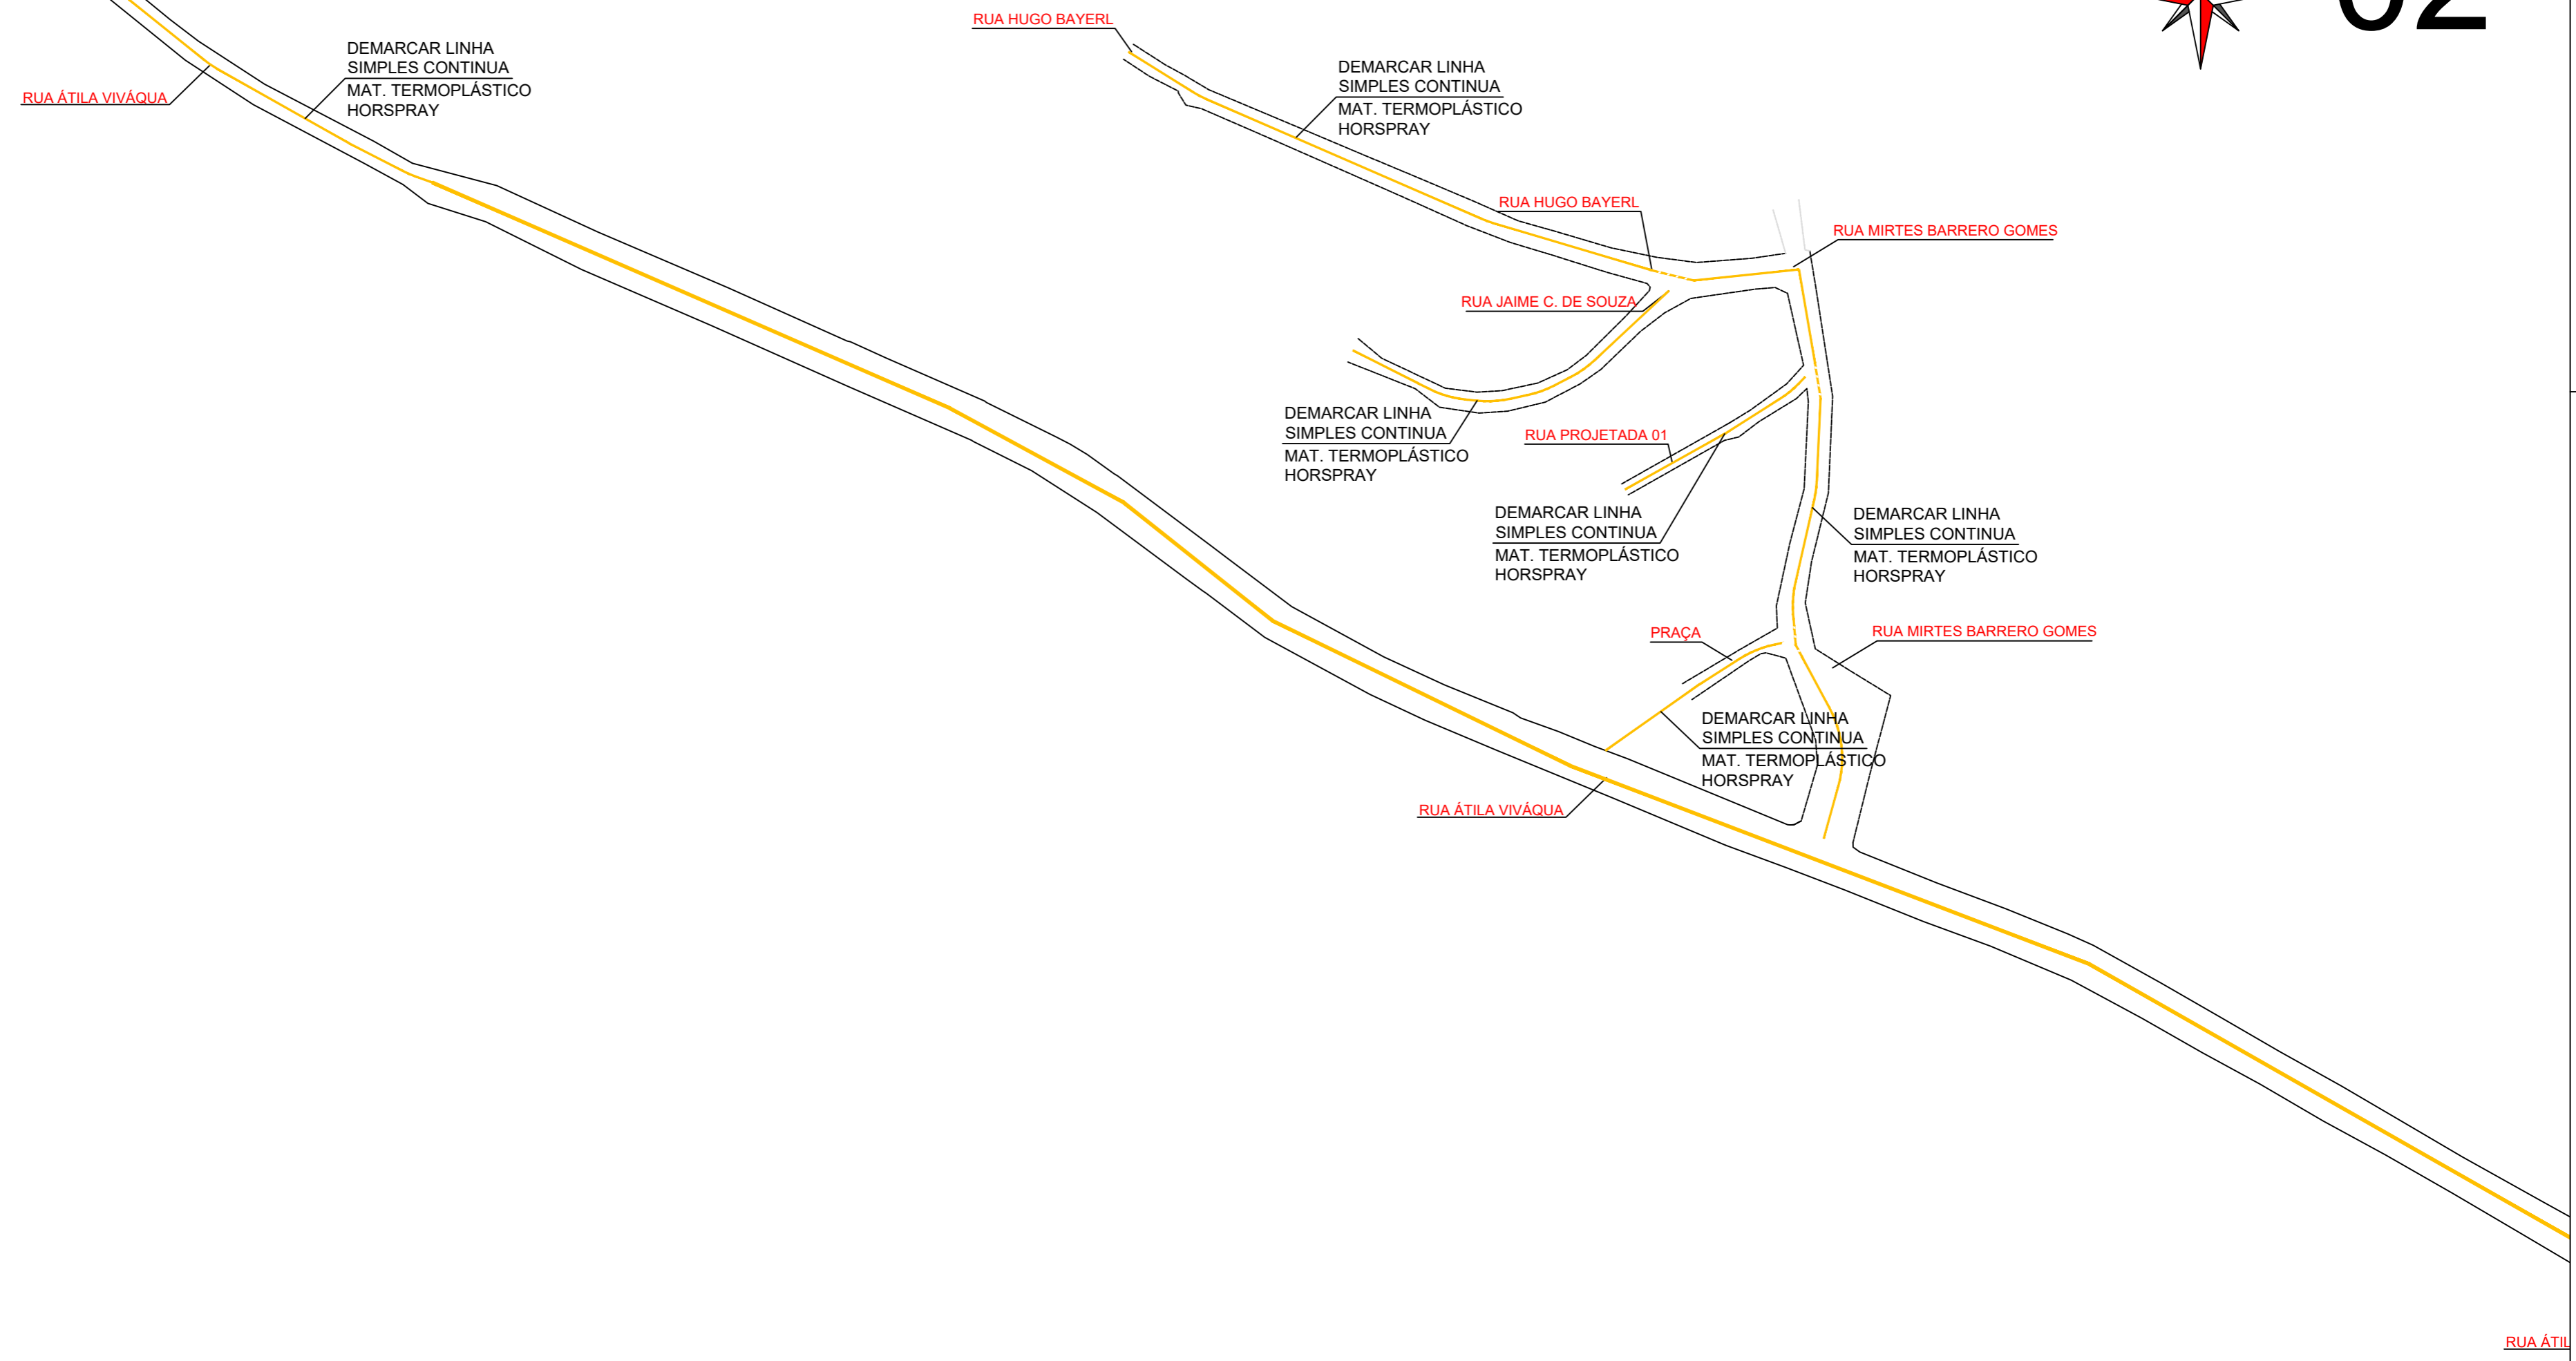 02
RUA HUGO BAYERL
DEMARCAR LINHA
SIMPLES CONTINUA
MAT. TERMOPLÁSTICO
HORSPRAY
RUA ÁTILA VIVÁQUA
DEMARCAR LINHA
SIMPLES CONTINUA
MAT. TERMOPLÁSTICO
HORSPRAY
RUA HUGO BAYERL
RUA MIRTES BARRERO GOMES
RUA JAIME C. DE SOUZA
DEMARCAR LINHA
SIMPLES CONTINUA
MAT. TERMOPLÁSTICO
HORSPRAY
RUA PROJETADA 01
DEMARCAR LINHA
SIMPLES CONTINUA
MAT. TERMOPLÁSTICO
HORSPRAY
DEMARCAR LINHA
SIMPLES CONTINUA
MAT. TERMOPLÁSTICO
HORSPRAY
PRAÇA
RUA MIRTES BARRERO GOMES
DEMARCAR LINHA
SIMPLES CONTINUA
MAT. TERMOPLÁSTICO
HORSPRAY
RUA ÁTILA VIVÁQUA
RUA ÁTIL